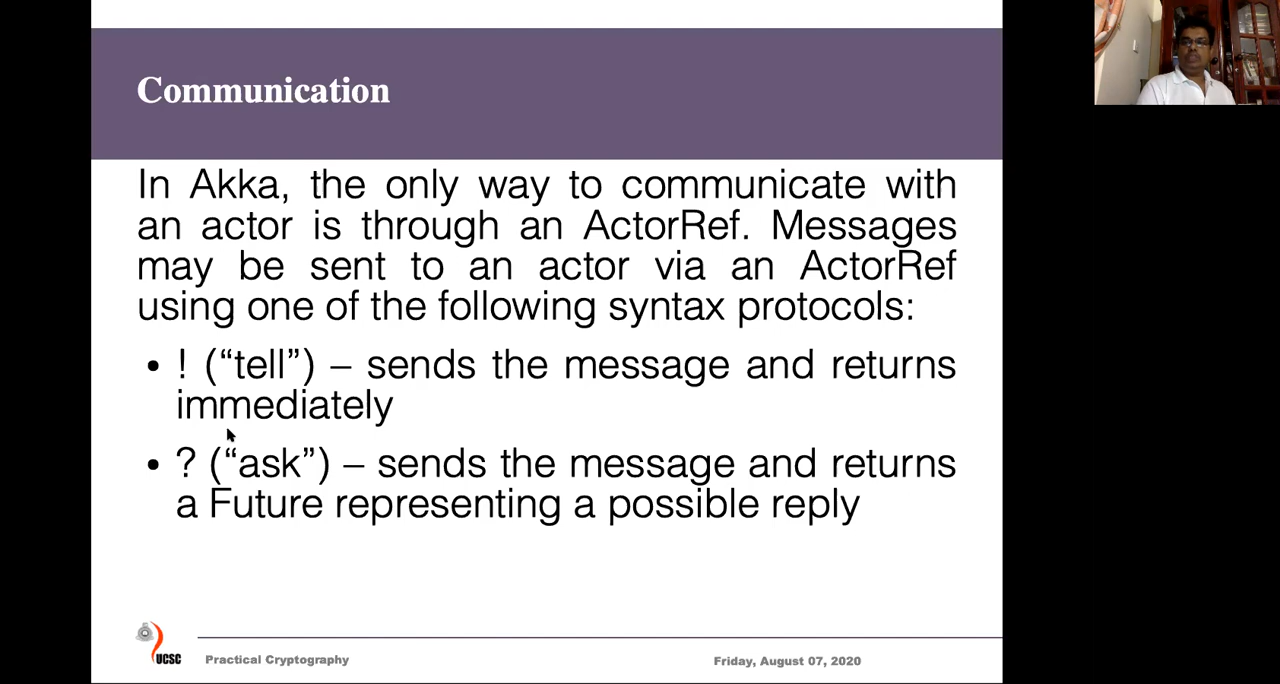 Communication
In Akka, the only way to communicate with
an actor is through an ActorRef. Messages
may be sent to an actor via an ActorRef
using one of the following syntax protocols:
• ! (“tell”) – sends the message and returns
immediately
• ? (“ask”) – sends the message and returns
a Future representing a possible reply
UCSC
Practical Cryptography
Friday, August 07, 2020